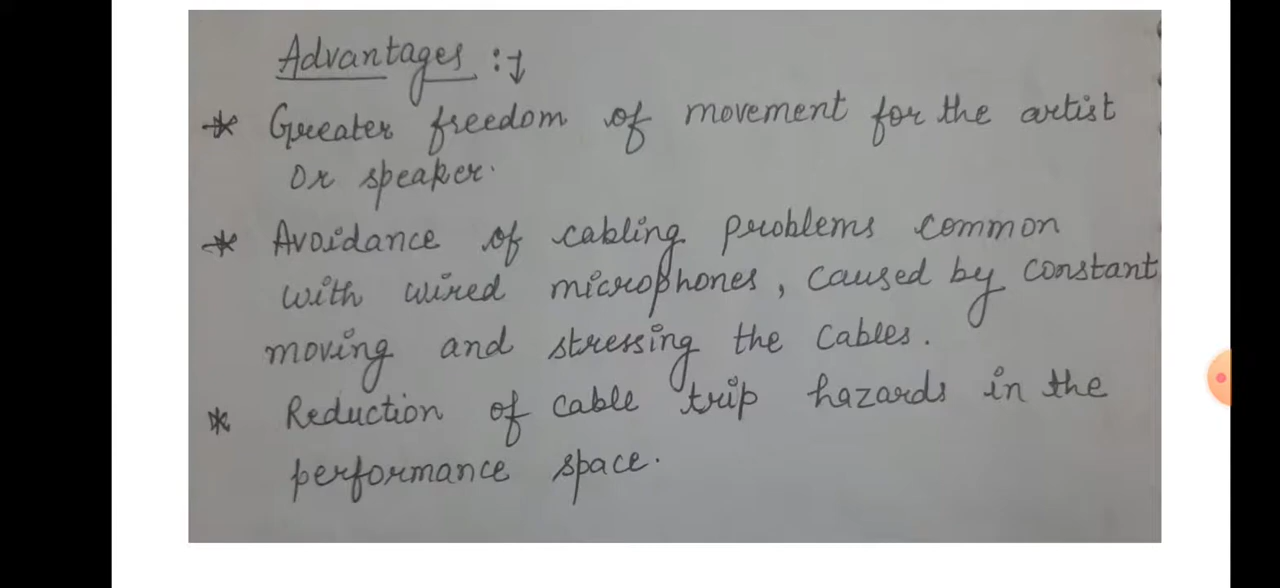 Advantages :↓
* Greater freedom of movement for the artist
or speaker.
* Avoidance of cabling problems common
with wired microphones, caused by constant
moving and stressing the cables.
* Reduction of cable trip hazards in the
performance space.